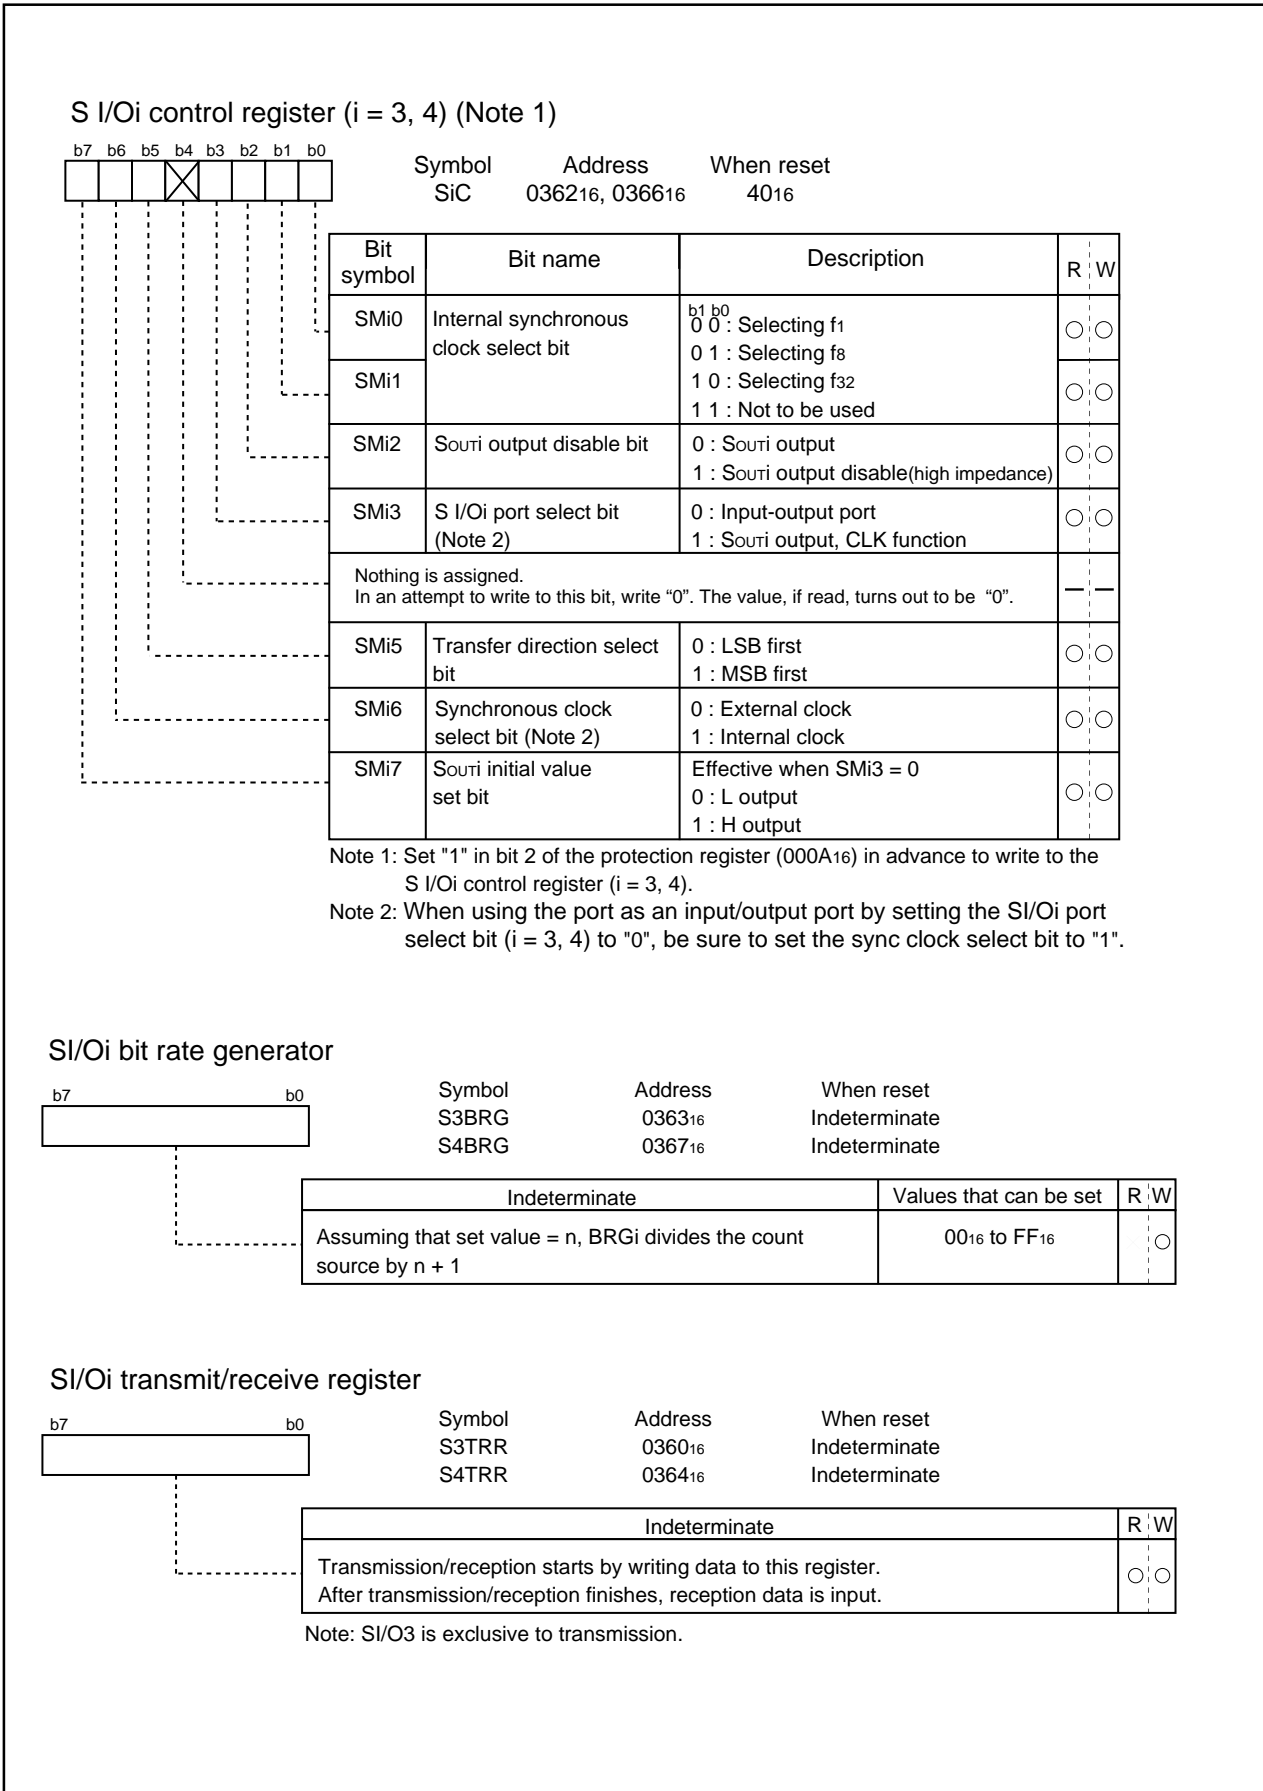 S I/Oi control register (i = 3, 4) (Note 1)
b7 b6 b5 b4 b3 b2 b1 b0
Symbol Address When reset
SiC 036216, 036616 4016
Bit symbol Bit name Description R W
SMi0 Internal synchronous clock select bit
b1 b0
0 0 : Selecting f1
0 1 : Selecting f8
SMi1
1 0 : Selecting f32
1 1 : Not to be used
SMi2 SOUTi output disable bit 0 : SOUTi output
1 : SOUTi output disable(high impedance)
SMi3 S I/Oi port select bit 0 : Input-output port
(Note 2) 1 : SOUTi output, CLK function
Nothing is assigned.
In an attempt to write to this bit, write “0”. The value, if read, turns out to be “0”.
SMi5 Transfer direction select 0 : LSB first
bit 1 : MSB first
SMi6 Synchronous clock 0 : External clock
select bit (Note 2) 1 : Internal clock
SMi7 SOUTi initial value Effective when SMi3 = 0
set bit 0 : L output
1 : H output
Note 1: Set "1" in bit 2 of the protection register (000A16) in advance to write to the
S I/Oi control register (i = 3, 4).
Note 2: When using the port as an input/output port by setting the SI/Oi port
select bit (i = 3, 4) to "0", be sure to set the sync clock select bit to "1".
SI/Oi bit rate generator
b7 b0 Symbol Address When reset
S3BRG 036316 Indeterminate
S4BRG 036716 Indeterminate
Indeterminate Values that can be set R W
Assuming that set value = n, BRGi divides the count 0016 to FF16
source by n + 1
SI/Oi transmit/receive register
b7 b0 Symbol Address When reset
S3TRR 036016 Indeterminate
S4TRR 036416 Indeterminate
Indeterminate R W
Transmission/reception starts by writing data to this register.
After transmission/reception finishes, reception data is input.
Note: SI/O3 is exclusive to transmission.